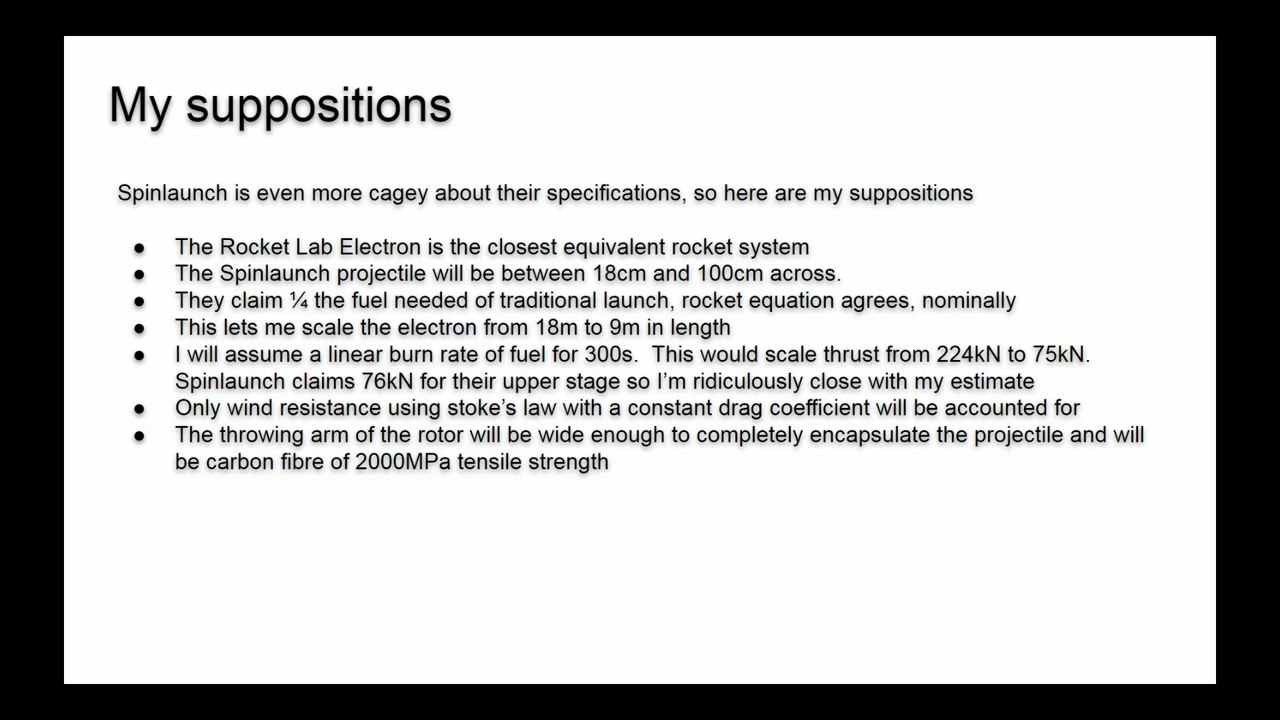 My suppositions
Spinlaunch is even more cagey about their specifications, so here are my suppositions
● The Rocket Lab Electron is the closest equivalent rocket system
● The Spinlaunch projectile will be between 18cm and 100cm across.
● They claim ¼ the fuel needed of traditional launch, rocket equation agrees, nominally
● This lets me scale the electron from 18m to 9m in length
● I will assume a linear burn rate of fuel for 300s.  This would scale thrust from 224kN to 75kN.
Spinlaunch claims 76kN for their upper stage so I'm ridiculously close with my estimate
● Only wind resistance using stoke's law with a constant drag coefficient will be accounted for
● The throwing arm of the rotor will be wide enough to completely encapsulate the projectile and will
be carbon fibre of 2000MPa tensile strength